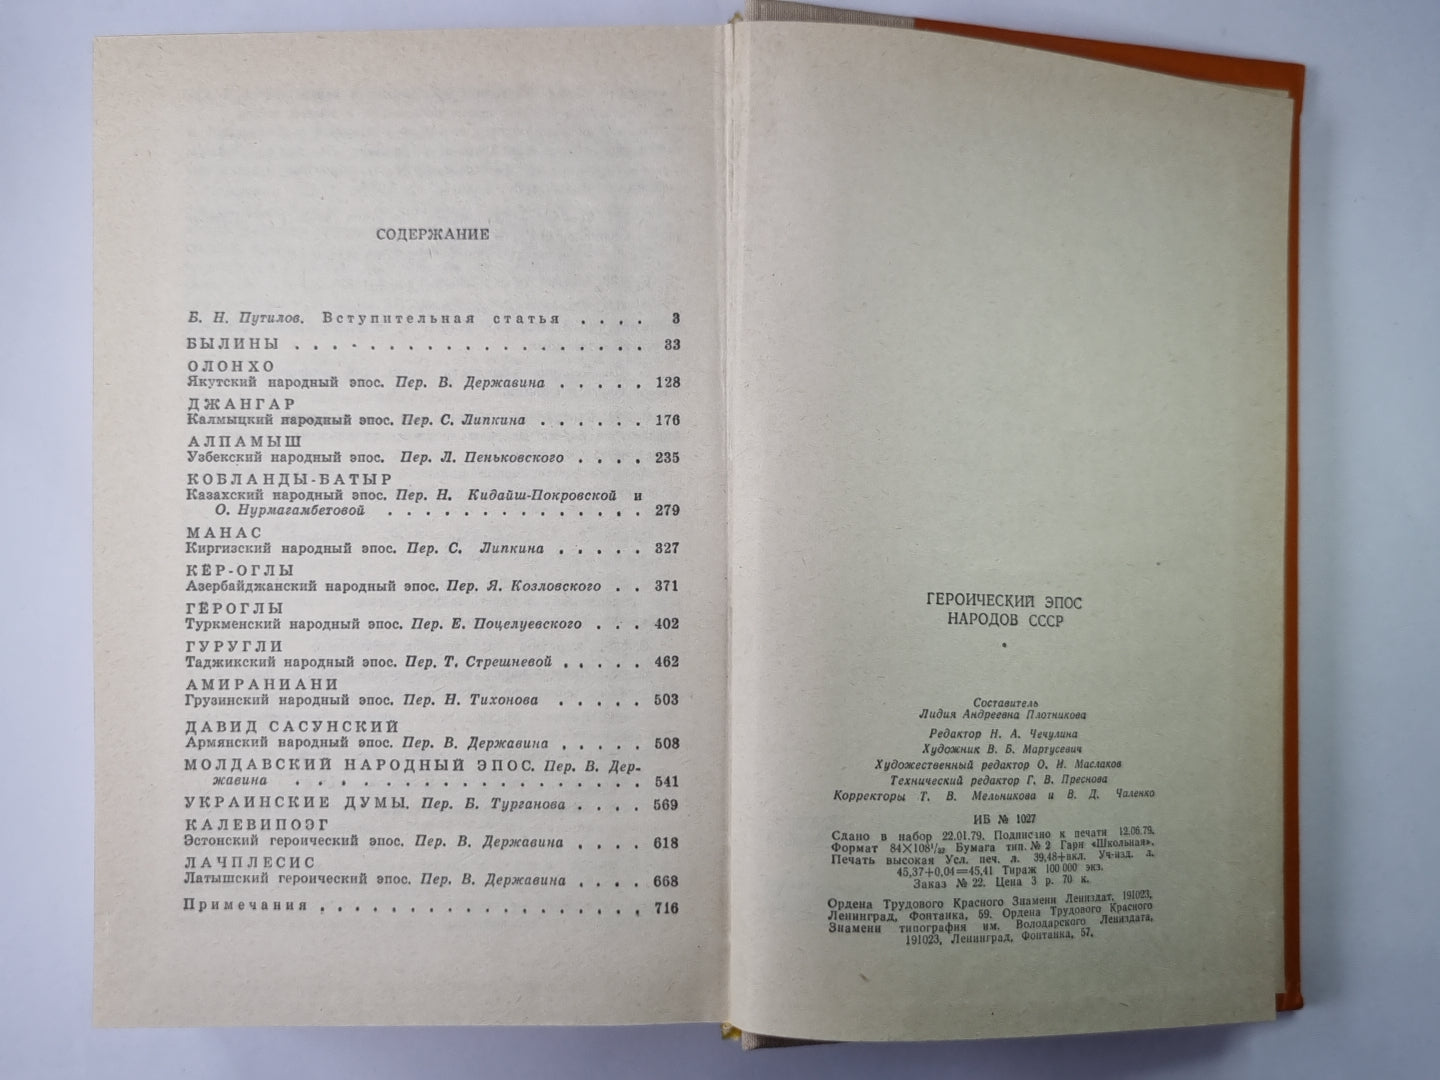 СОДЕРЖАНИЕ
Б. Н. Путилов. Вступительная статья . . . . 3
БЫЛИНЫ . . . . . . . . . . . . . . . . . . . 33
ОЛОНХО
Якутский народный эпос. Пер. В. Державина . . . . . 128
ДЖАНГАР
Калмыцкий народный эпос. Пер. С. Липкина . . . . . . 176
АЛПАМЫШ
Узбекский народный эпос. Пер. Л. Пеньковского . . . . 235
КОБЛАНДЫ-БАТЫР
Казахский народный эпос. Пер. Н. Кидайш-Покровской и
О. Нурмагамбетовой . . . . . . . . . . . . . . 279
МАНАС
Киргизский народный эпос. Пер. С. Липкина . . . . . 327
КЁР-ОГЛЫ
Азербайджанский народный эпос. Пер. Я. Козловского . . 371
ГЁРОГЛЫ
Туркменский народный эпос. Пер. Е. Поцелуевского . . . 402
ГУРУГЛИ
Таджикский народный эпос. Пер. Т. Стрешневой . . . . . 462
АМИРАНИАНИ
Грузинский народный эпос. Пер. Н. Тихонова . . . . . 503
ДАВИД САСУНСКИЙ
Армянский народный эпос. Пер. В. Державина . . . . . 508
МОЛДАВСКИЙ НАРОДНЫЙ ЭПОС. Пер. В. Дер-
жавина . . . . . . . . . . . . . . . . . . 541
УКРАИНСКИЕ ДУМЫ. Пер. Б. Турганова . . . . 569
КАЛЕВИПОЭГ
Эстонский героический эпос. Пер. В. Державина . . . . 618
ЛАЧПЛЕСИС
Латышский героический эпос. Пер. В. Державина . . . . 668
Примечания . . . . . . . . . . . . . . . . . 716
ГЕРОИЧЕСКИЙ ЭПОС
НАРОДОВ СССР
Составитель
Лидия Андреевна Плотникова
Редактор Н. А. Чечулина
Художник В. Б. Мартусевич
Художественный редактор О. И. Маслаков
Технический редактор Г. В. Преснова
Корректоры Т. В. Мельникова и В. Д. Чаленко
ИБ № 1027
Сдано в набор 22.01.79. Подписано к печати 12.06.79.
Формат 84×108¹/₃₂ Бумага тип. № 2 Гарн «Школьная».
Печать высокая Усл. печ. л. 39,48+вкл. Уч-изд. л.
45,37+0,04=45,41 Тираж 100 000 экз.
Заказ № 22. Цена 3 р. 70 к.
Ордена Трудового Красного Знамени Лениздат, 191023,
Ленинград, Фонтанка, 59. Ордена Трудового Красного
Знамени типография им. Володарского Лениздата,
191023, Ленинград, Фонтанка, 57.